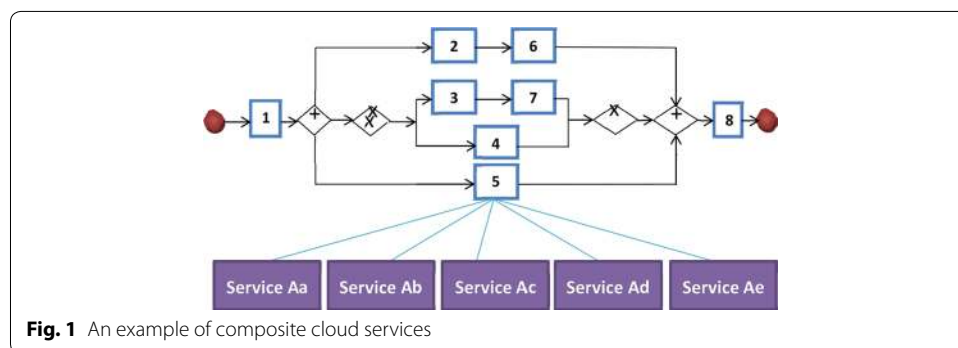 2 6
1 + X X 3 7 X + 8
4
5
Service Aa Service Ab Service Ac Service Ad Service Ae
Fig. 1 An example of composite cloud services